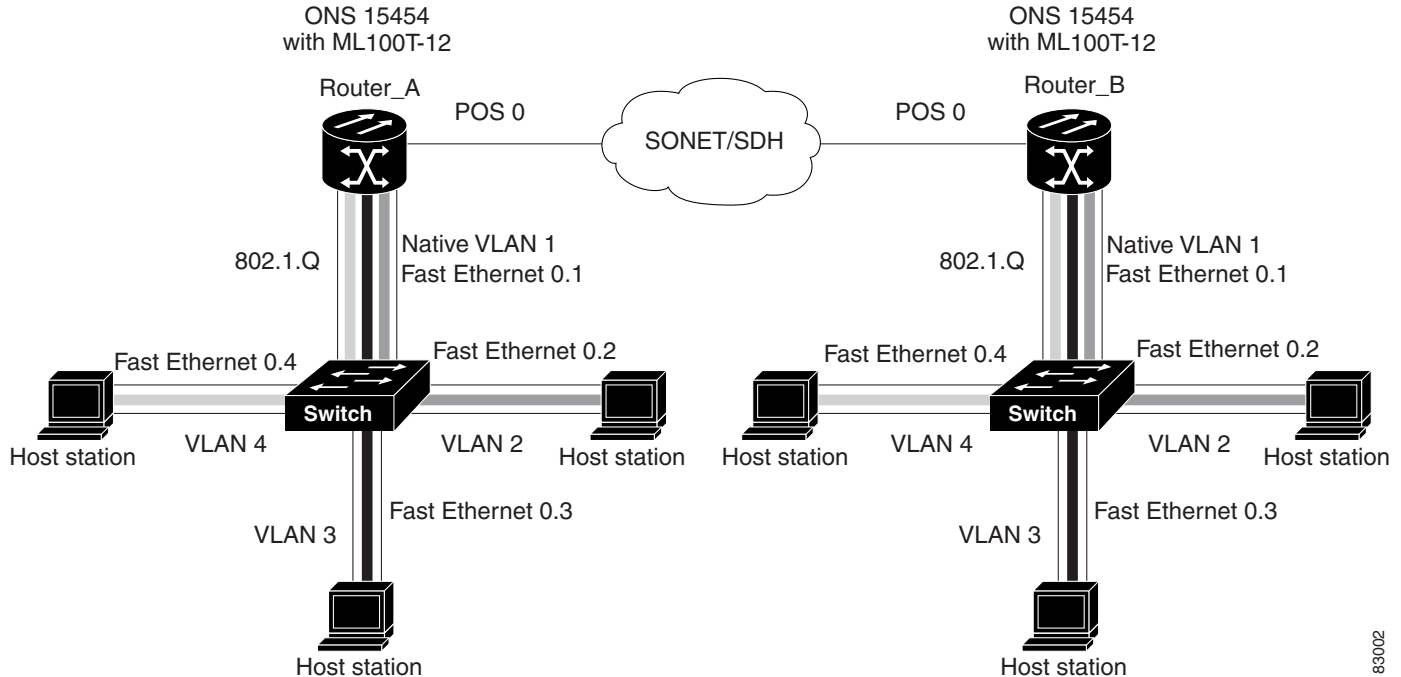 ONS 15454
with ML100T-12
ONS 15454
with ML100T-12
Router_A
Router_B
POS 0
SONET/SDH
POS 0
802.1.Q
Native VLAN 1
Fast Ethernet 0.1
802.1.Q
Native VLAN 1
Fast Ethernet 0.1
Fast Ethernet 0.4
Fast Ethernet 0.2
Fast Ethernet 0.4
Fast Ethernet 0.2
Switch
Switch
Host station
VLAN 4
VLAN 2
Host station
Host station
VLAN 4
VLAN 2
Host station
Fast Ethernet 0.3
VLAN 3
Fast Ethernet 0.3
VLAN 3
Host station
Host station
83002